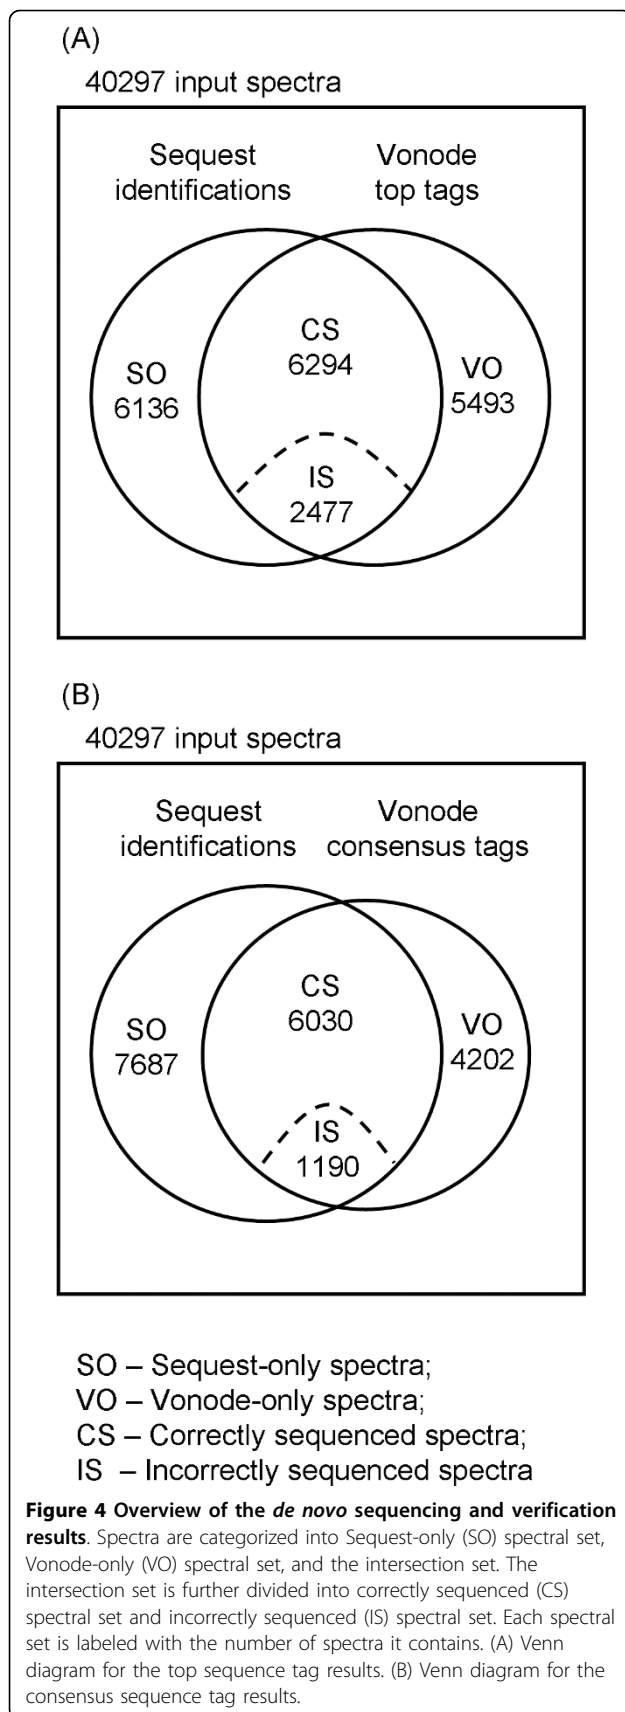 (A)
40297 input spectra
Sequest identifications
Vonode top tags
CS
6294
SO
6136
VO
5493
IS
2477
(B)
40297 input spectra
Sequest identifications
Vonode consensus tags
CS
6030
SO
7687
VO
4202
IS
1190
SO – Sequest-only spectra;
VO – Vonode-only spectra;
CS – Correctly sequenced spectra;
IS – Incorrectly sequenced spectra
Figure 4 Overview of the de novo sequencing and verification
results. Spectra are categorized into Sequest-only (SO) spectral set,
Vonode-only (VO) spectral set, and the intersection set. The
intersection set is further divided into correctly sequenced (CS)
spectral set and incorrectly sequenced (IS) spectral set. Each spectral
set is labeled with the number of spectra it contains. (A) Venn
diagram for the top sequence tag results. (B) Venn diagram for the
consensus sequence tag results.